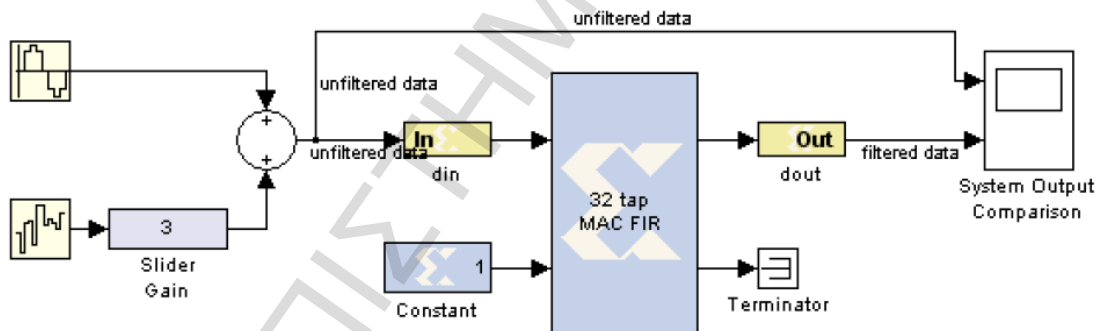 unfiltered data
unfiltered data
+
+
unfiltered data
In
din
Out
dout
filtered data
System Output
Comparison
32 tap
MAC FIR
3
Slider
Gain
1
Constant
Terminator
ΠΙΣΤΗΜ